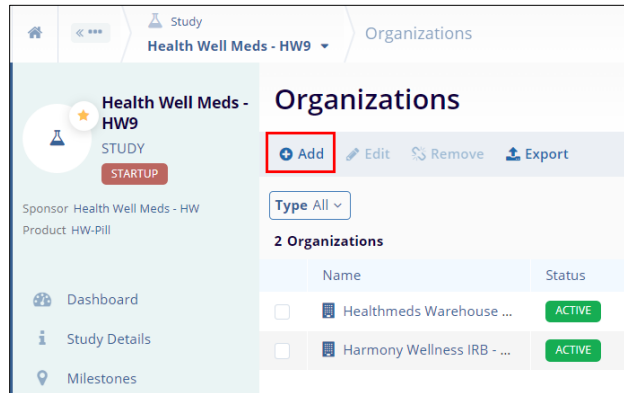 Study
Health Well Meds - HW9
Organizations
Health Well Meds - HW9
STUDY
STARTUP
Sponsor Health Well Meds - HW
Product HW-Pill
Dashboard
Study Details
Milestones
Organizations
Add Edit Remove Export
Type All
2 Organizations
Name Status
Healthmeds Warehouse ... ACTIVE
Harmony Wellness IRB - ... ACTIVE